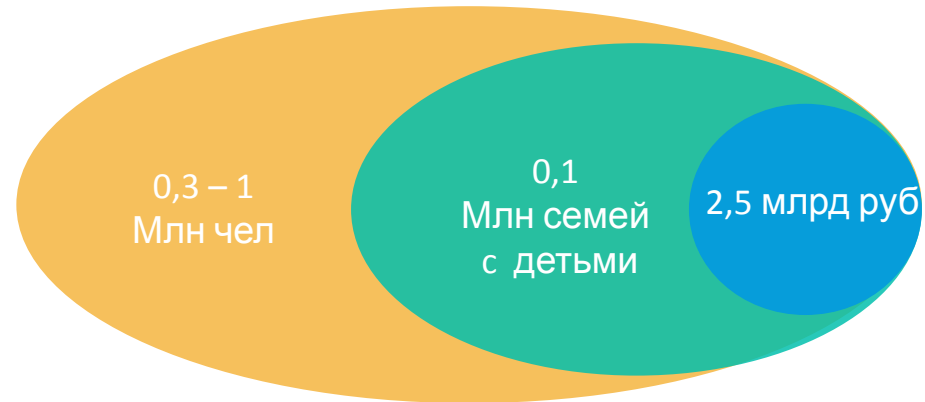 0,3 – 1
Млн чел
0,1
Млн семей
с детьми
2,5 млрд руб